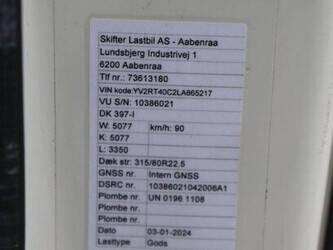 Skifter Lastbil AS - Aabenraa
Lundsbjerg Industrivej 1
6200 Aabenraa
Tlf nr.: 73613180
VIN kode: YV2RT40C2LA865217
VU S/N: 10386021
DK 397-I
W: 5077 km/h: 90
K: 5077
L: 3350
Dæk str: 315/80R22.5
GNSS nr. Intern GNSS
DSRC nr. 10386021042006A1
Plombe nr. UN 0196 1108
Plombe nr.
Dato 03-01-2024
Lasttype Gods